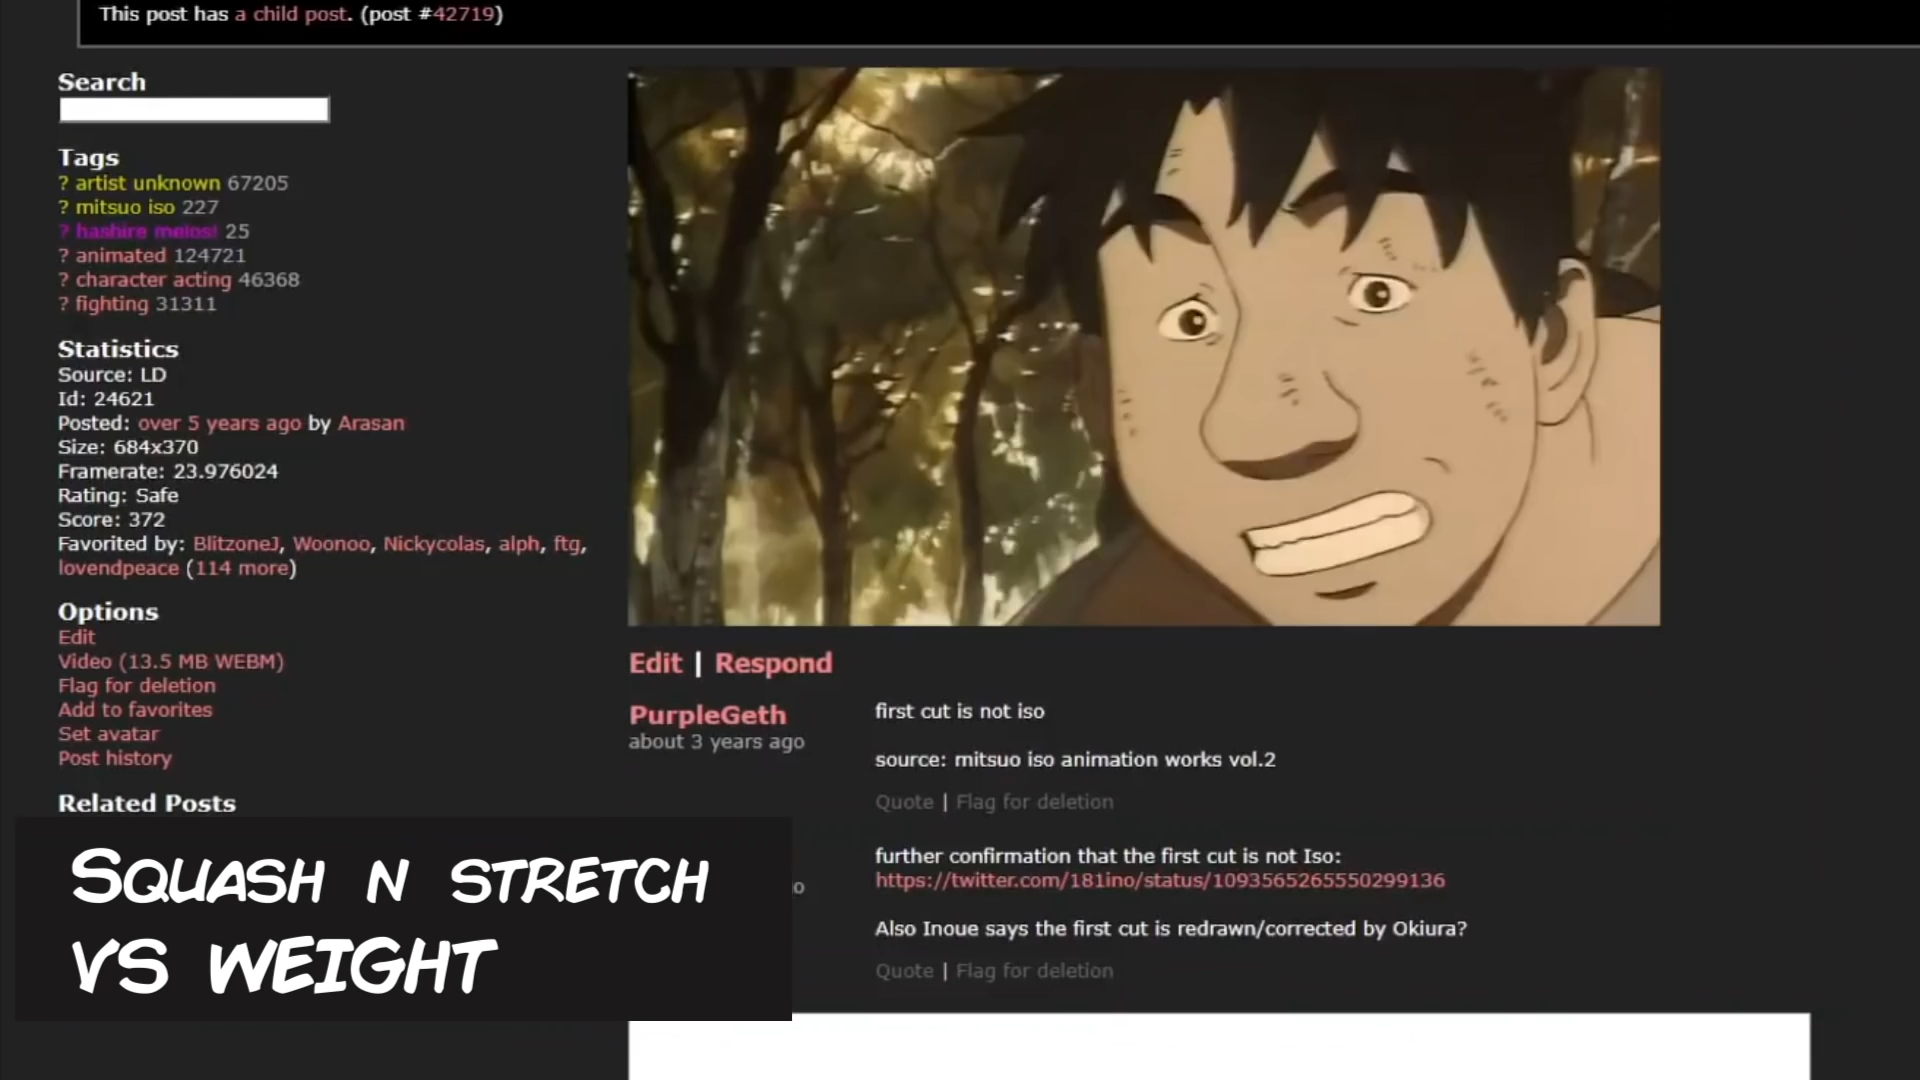 This post has a child post. (post #42719)
Search
Tags
? artist unknown 67205
? mitsuo iso 227
? hashire melos! 25
? animated 124721
? character acting 46368
? fighting 31311
Statistics
Source: LD
Id: 24621
Posted: over 5 years ago by Arasan
Size: 684x370
Framerate: 23.976024
Rating: Safe
Score: 372
Favorited by: BlitzoneJ, Woonoo, Nickycolas, alph, ftg,
lovendpeace (114 more)
Options
Edit
Video (13.5 MB WEBM)
Flag for deletion
Add to favorites
Set avatar
Post history
Related Posts
Edit | Respond
PurpleGeth
about 3 years ago
first cut is not iso
source: mitsuo iso animation works vol.2
Quote | Flag for deletion
further confirmation that the first cut is not Iso:
https://twitter.com/181ino/status/1093565265550299136
Also Inoue says the first cut is redrawn/corrected by Okiura?
Quote | Flag for deletion
SQUASH N STRETCH
VS WEIGHT